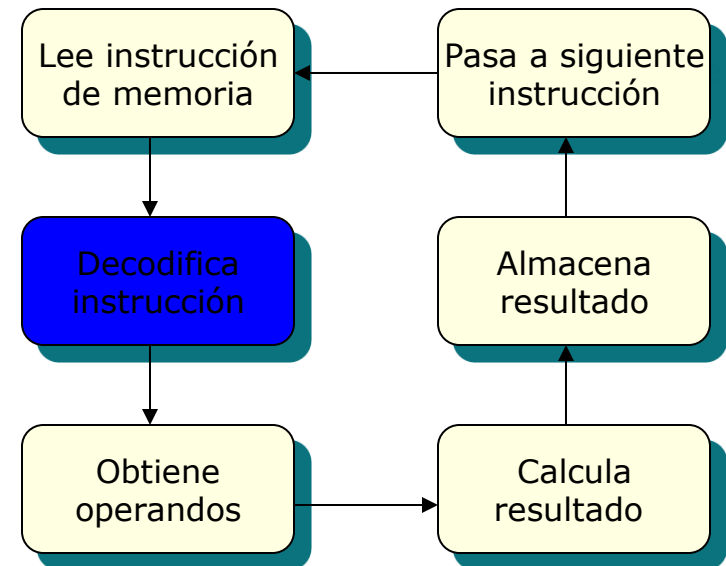 Lee instrucción
de memoria
Pasa a siguiente
instrucción
Decodifica
instrucción
Almacena
resultado
Obtiene
operandos
Calcula
resultado